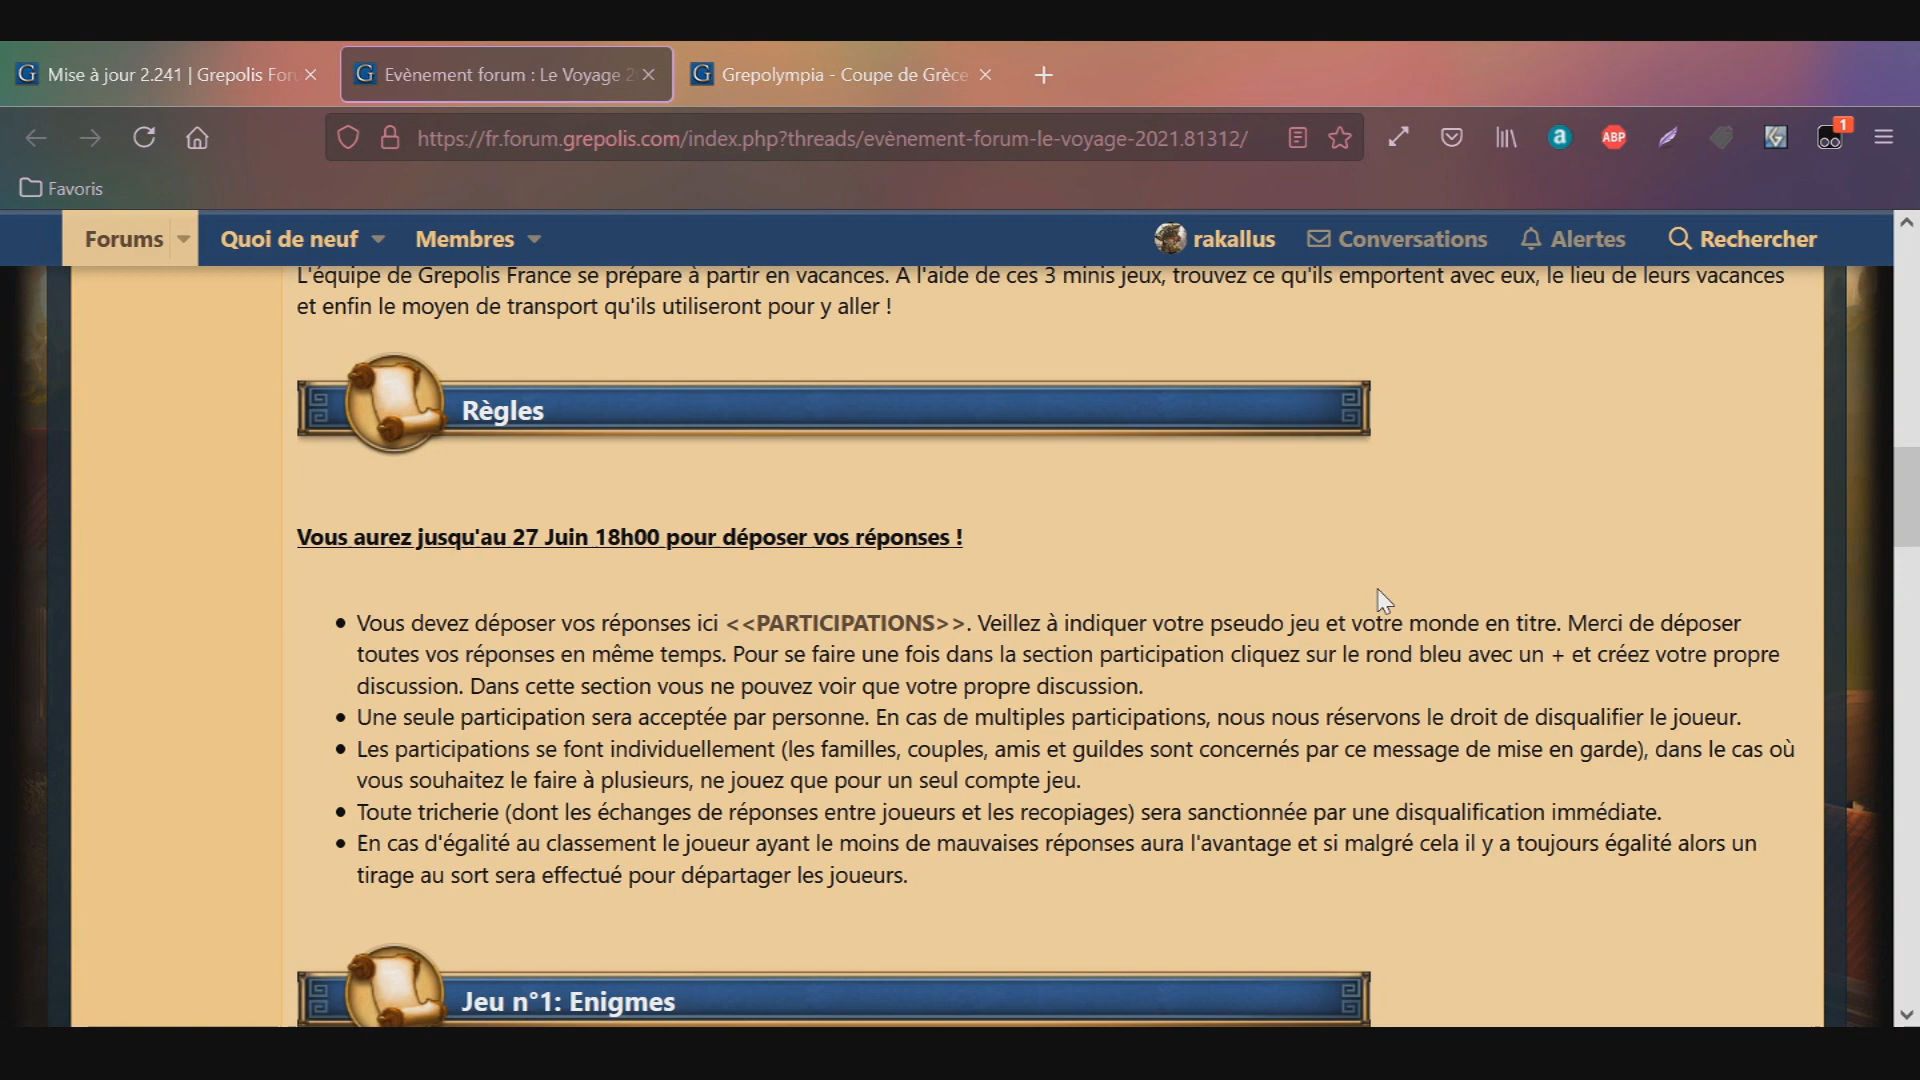 Mise à jour 2.241 | Grepolis For
Evènement forum : Le Voyage 2
Grepolympia - Coupe de Grèce
https://fr.forum.grepolis.com/index.php?threads/evènement-forum-le-voyage-2021.81312/
ABP
1
Favoris
Forums
Quoi de neuf
Membres
rakallus
Conversations
Alertes
Rechercher
L'équipe de Grepolis France se prépare à partir en vacances. A l'aide de ces 3 minis jeux, trouvez ce qu'ils emportent avec eux, le lieu de leurs vacances
et enfin le moyen de transport qu'ils utiliseront pour y aller !
Règles
Vous aurez jusqu'au 27 Juin 18h00 pour déposer vos réponses !
Vous devez déposer vos réponses ici <<PARTICIPATIONS>>. Veillez à indiquer votre pseudo jeu et votre monde en titre. Merci de déposer
toutes vos réponses en même temps. Pour se faire une fois dans la section participation cliquez sur le rond bleu avec un + et créez votre propre
discussion. Dans cette section vous ne pouvez voir que votre propre discussion.
Une seule participation sera acceptée par personne. En cas de multiples participations, nous nous réservons le droit de disqualifier le joueur.
Les participations se font individuellement (les familles, couples, amis et guildes sont concernés par ce message de mise en garde), dans le cas où
vous souhaitez le faire à plusieurs, ne jouez que pour un seul compte jeu.
Toute tricherie (dont les échanges de réponses entre joueurs et les recopiages) sera sanctionnée par une disqualification immédiate.
En cas d'égalité au classement le joueur ayant le moins de mauvaises réponses aura l'avantage et si malgré cela il y a toujours égalité alors un
tirage au sort sera effectué pour départager les joueurs.
Jeu n°1: Enigmes